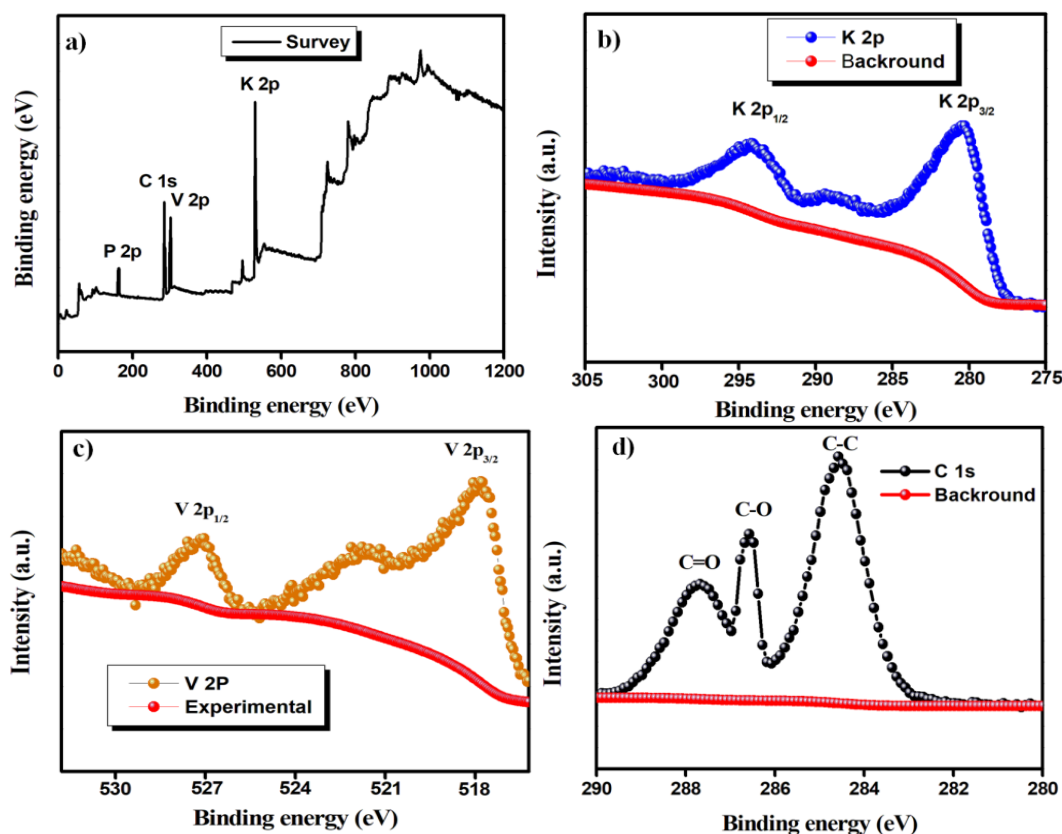 a)
Survey
K 2p
C 1s
V 2p
P 2p
Binding energy (eV)
0 200 400 600 800 1000 1200
Binding energy (eV)
b)
K 2p
Backround
K 2p1/2
K 2p3/2
Intensity (a.u.)
305 300 295 290 285 280 275
Binding energy (eV)
c)
V 2p3/2
V 2p1/2
V 2P
Experimental
Intensity (a.u.)
530 527 524 521 518
Binding energy (eV)
d)
C-C
C 1s
Backround
C-O
C=O
Intensity (a.u.)
290 288 286 284 282 280
Binding energy (eV)